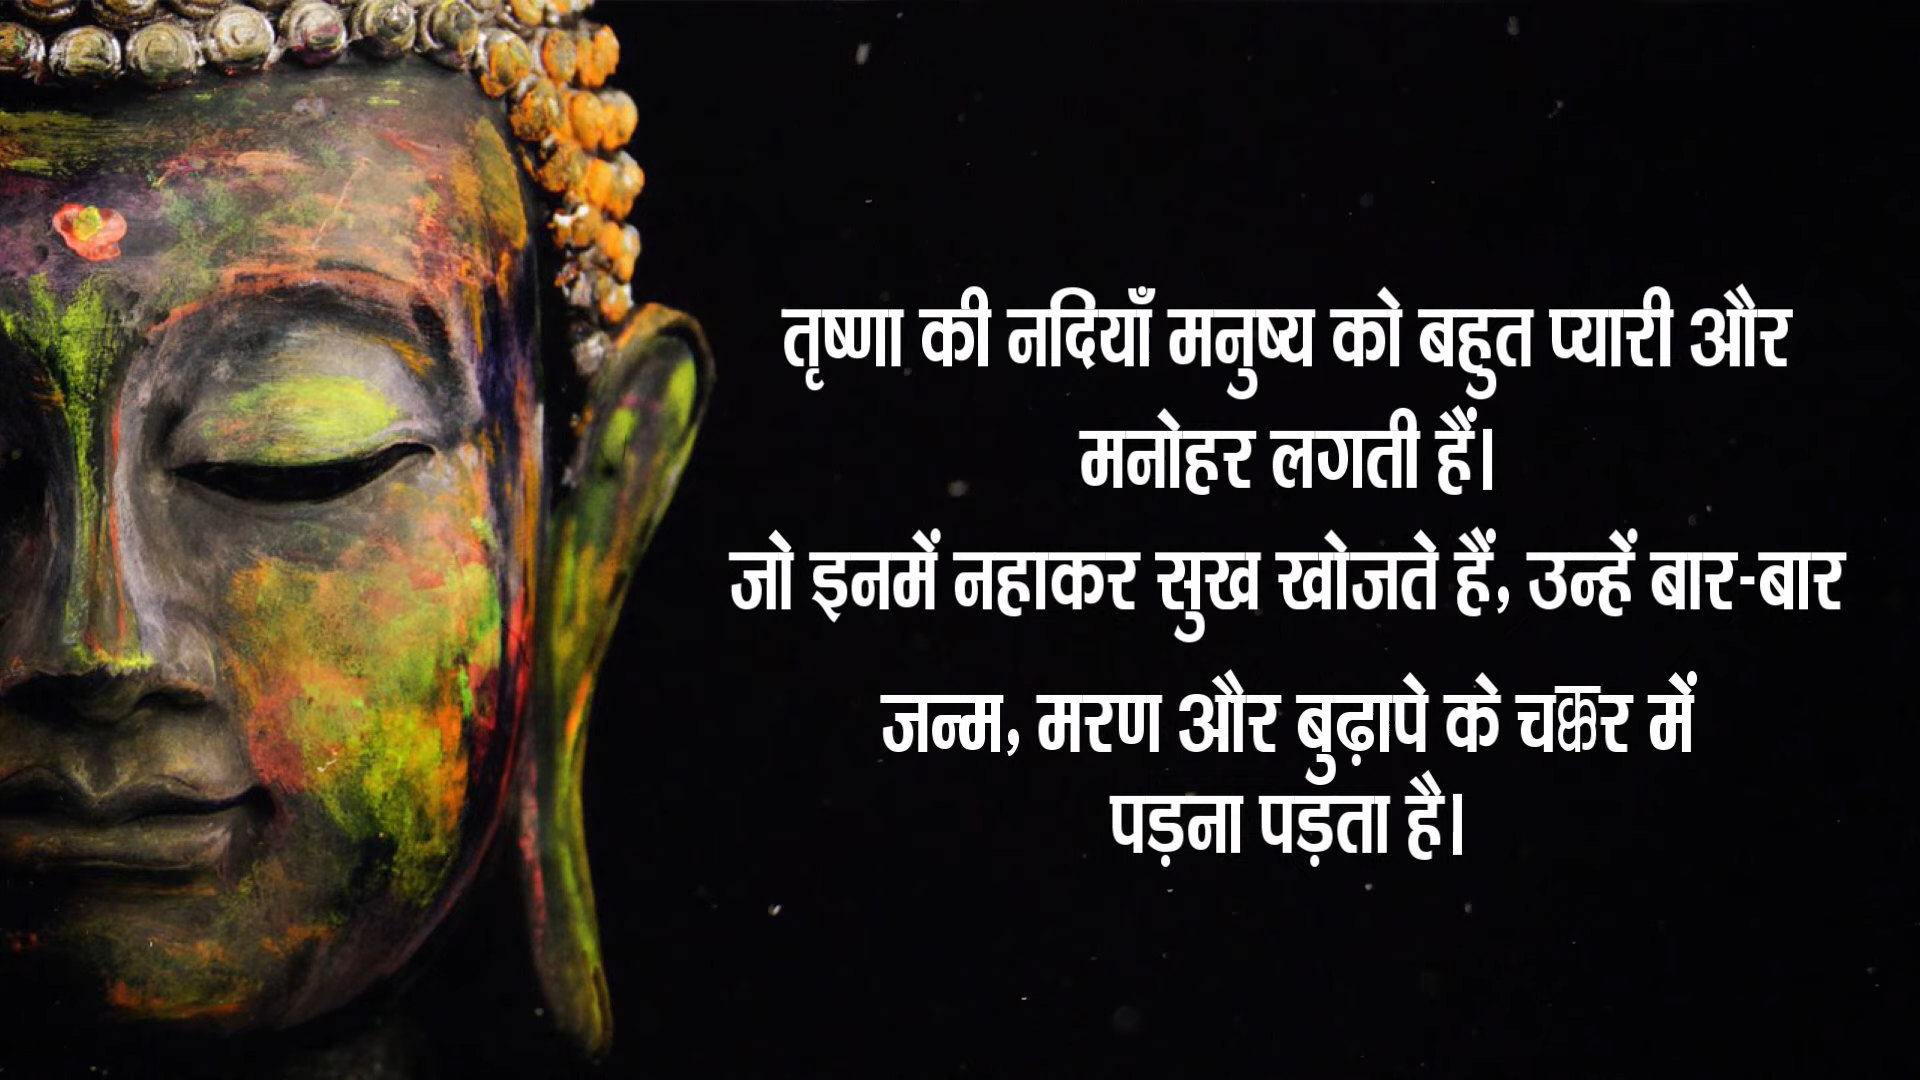 तृष्णा की नदियाँ मनुष्य को बहुत प्यारी और
मनोहर लगती हैं।
जो इनमें नहाकर सुख खोजते हैं, उन्हें बार-बार
जन्म, मरण और बुढ़ापे के चक्कर में
पड़ना पड़ता है।